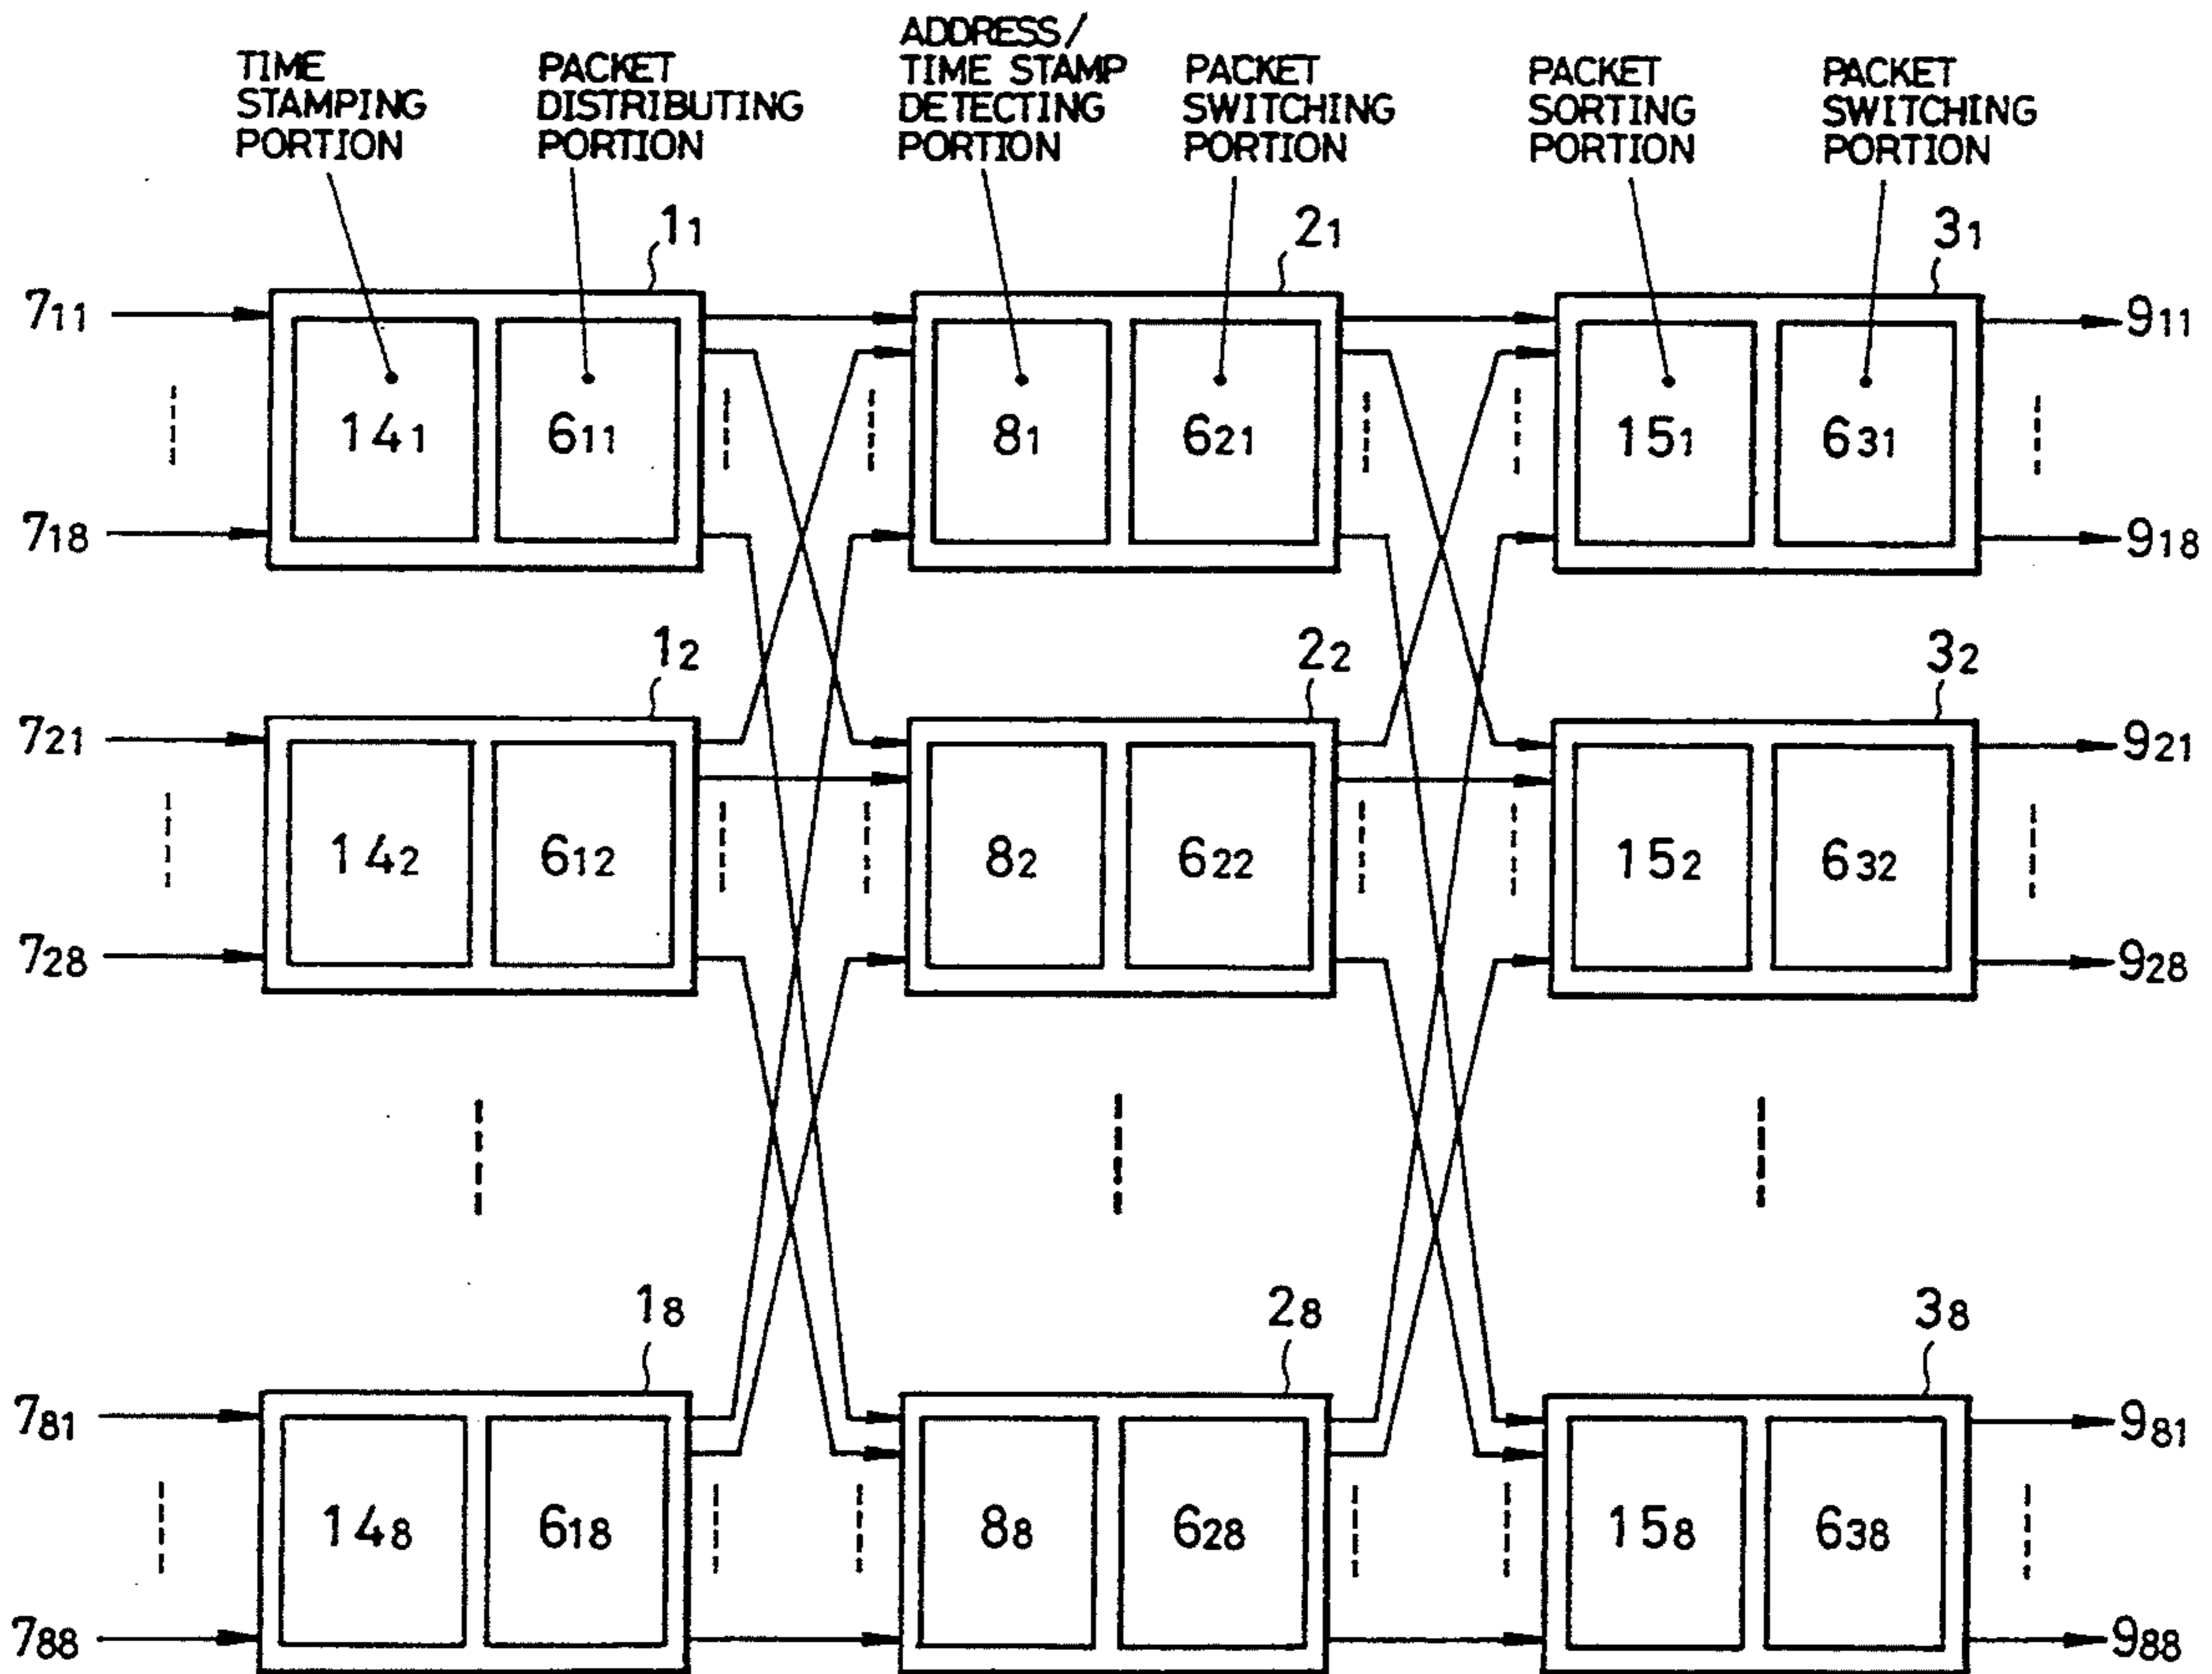 TIME
STAMPING
PORTION
PACKET
DISTRIBUTING
PORTION
ADDRESS/
TIME STAMP
DETECTING
PORTION
PACKET
SWITCHING
PORTION
PACKET
SORTING
PORTION
PACKET
SWITCHING
PORTION
1₁
2₁
3₁
7₁₁
9₁₁
14₁
6₁₁
8₁
6₂₁
15₁
6₃₁
7₁₈
9₁₈
1₂
2₂
3₂
7₂₁
9₂₁
14₂
6₁₂
8₂
6₂₂
15₂
6₃₂
7₂₈
9₂₈
1₈
2₈
3₈
7₈₁
9₈₁
14₈
6₁₈
8₈
6₂₈
15₈
6₃₈
7₈₈
9₈₈